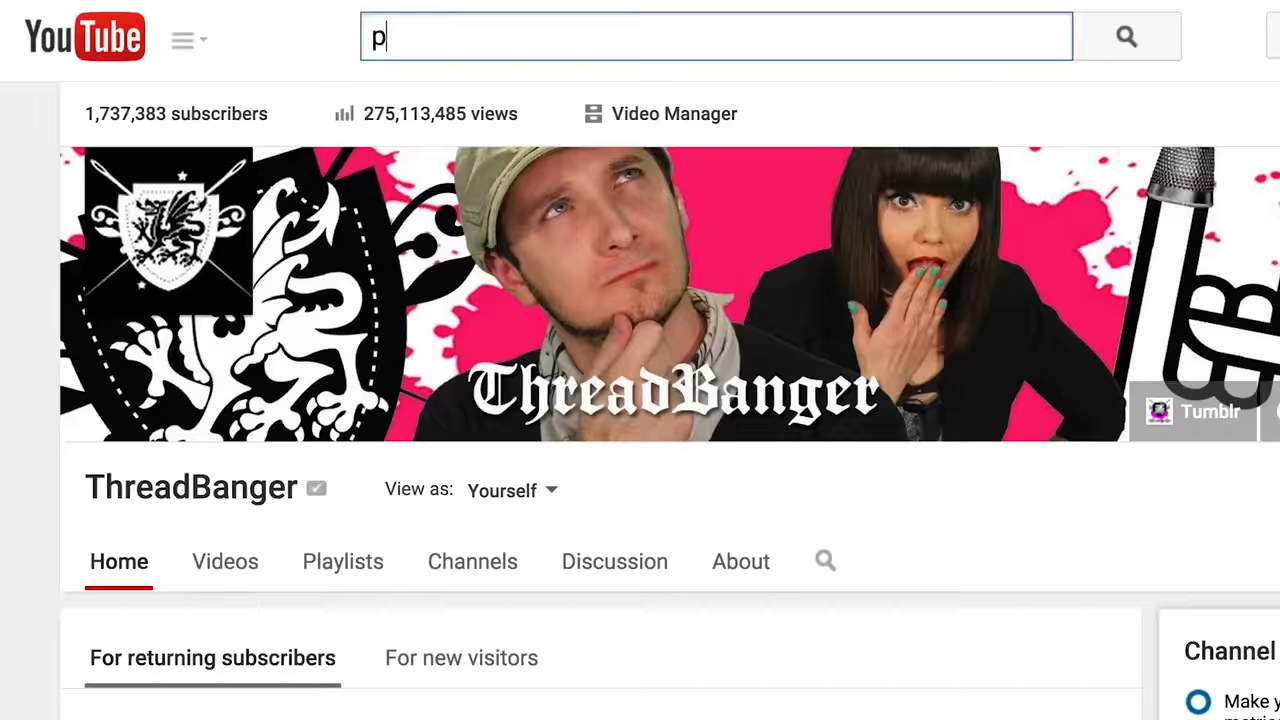 YouTube
p
1,737,383 subscribers
275,113,485 views
Video Manager
ThreadBanger
Tumblr
ThreadBanger
View as: Yourself
Home
Videos
Playlists
Channels
Discussion
About
For returning subscribers
For new visitors
Channel
Make y